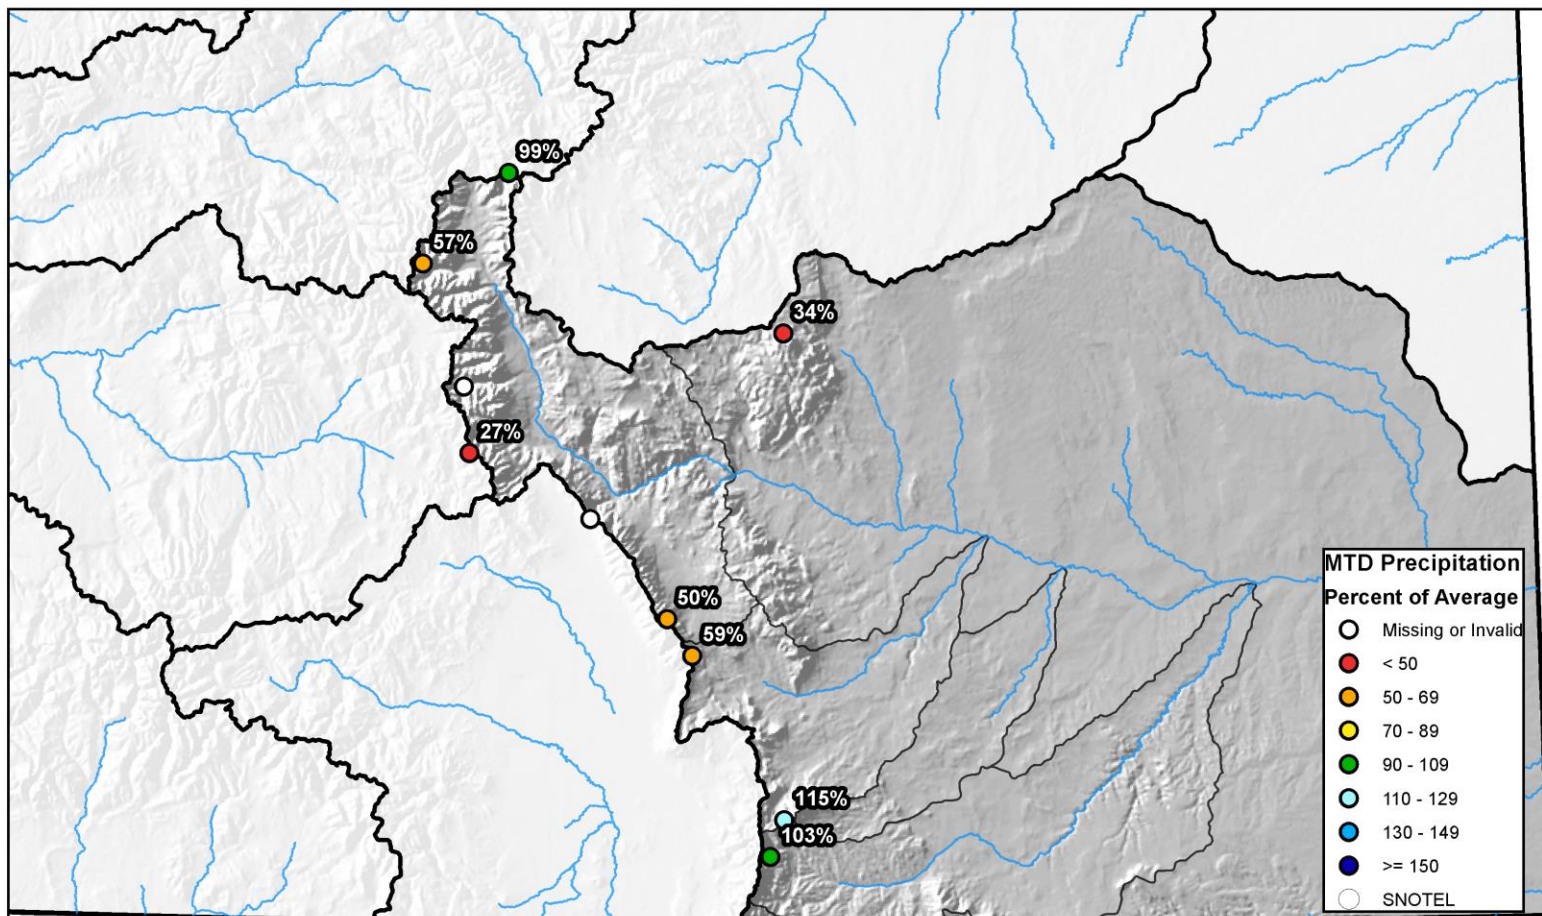 99%
57%
34%
27%
50%
59%
115%
103%
MTD Precipitation
Percent of Average
Missing or Invalid
< 50
50 - 69
70 - 89
90 - 109
110 - 129
130 - 149
>= 150
SNOTEL